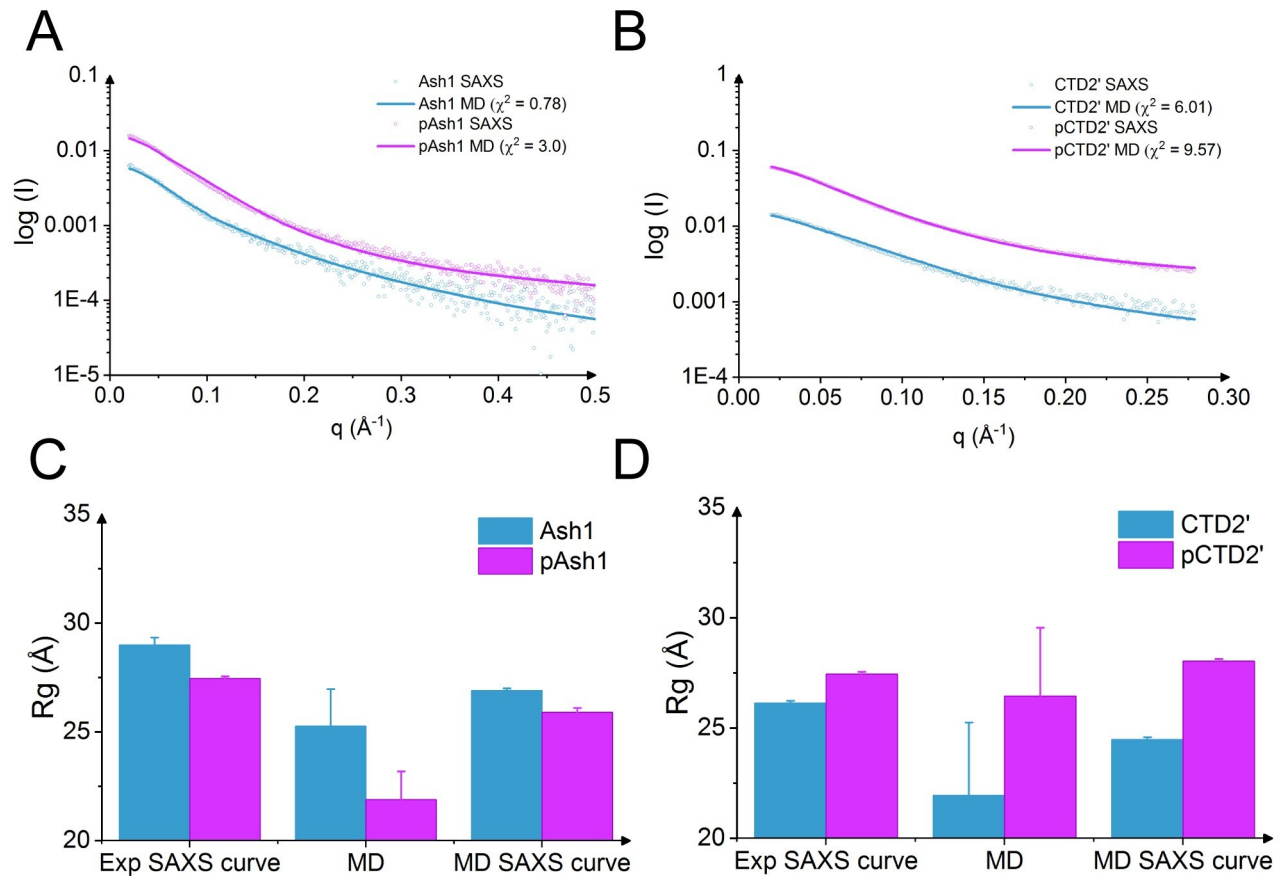 A
0.1
0.01
0.001
1E-4
1E-5
log (I)
Ash1 SAXS
Ash1 MD (χ² = 0.78)
pAsh1 SAXS
pAsh1 MD (χ² = 3.0)
0.0 0.1 0.2 0.3 0.4 0.5
q (Å⁻¹)
B
1
0.1
0.01
0.001
1E-4
log (I)
CTD2' SAXS
CTD2' MD (χ² = 6.01)
pCTD2' SAXS
pCTD2' MD (χ² = 9.57)
0.00 0.05 0.10 0.15 0.20 0.25 0.30
q (Å⁻¹)
C
35
30
25
20
Rg (Å)
Ash1
pAsh1
Exp SAXS curve MD MD SAXS curve
D
35
30
25
20
Rg (Å)
CTD2'
pCTD2'
Exp SAXS curve MD MD SAXS curve